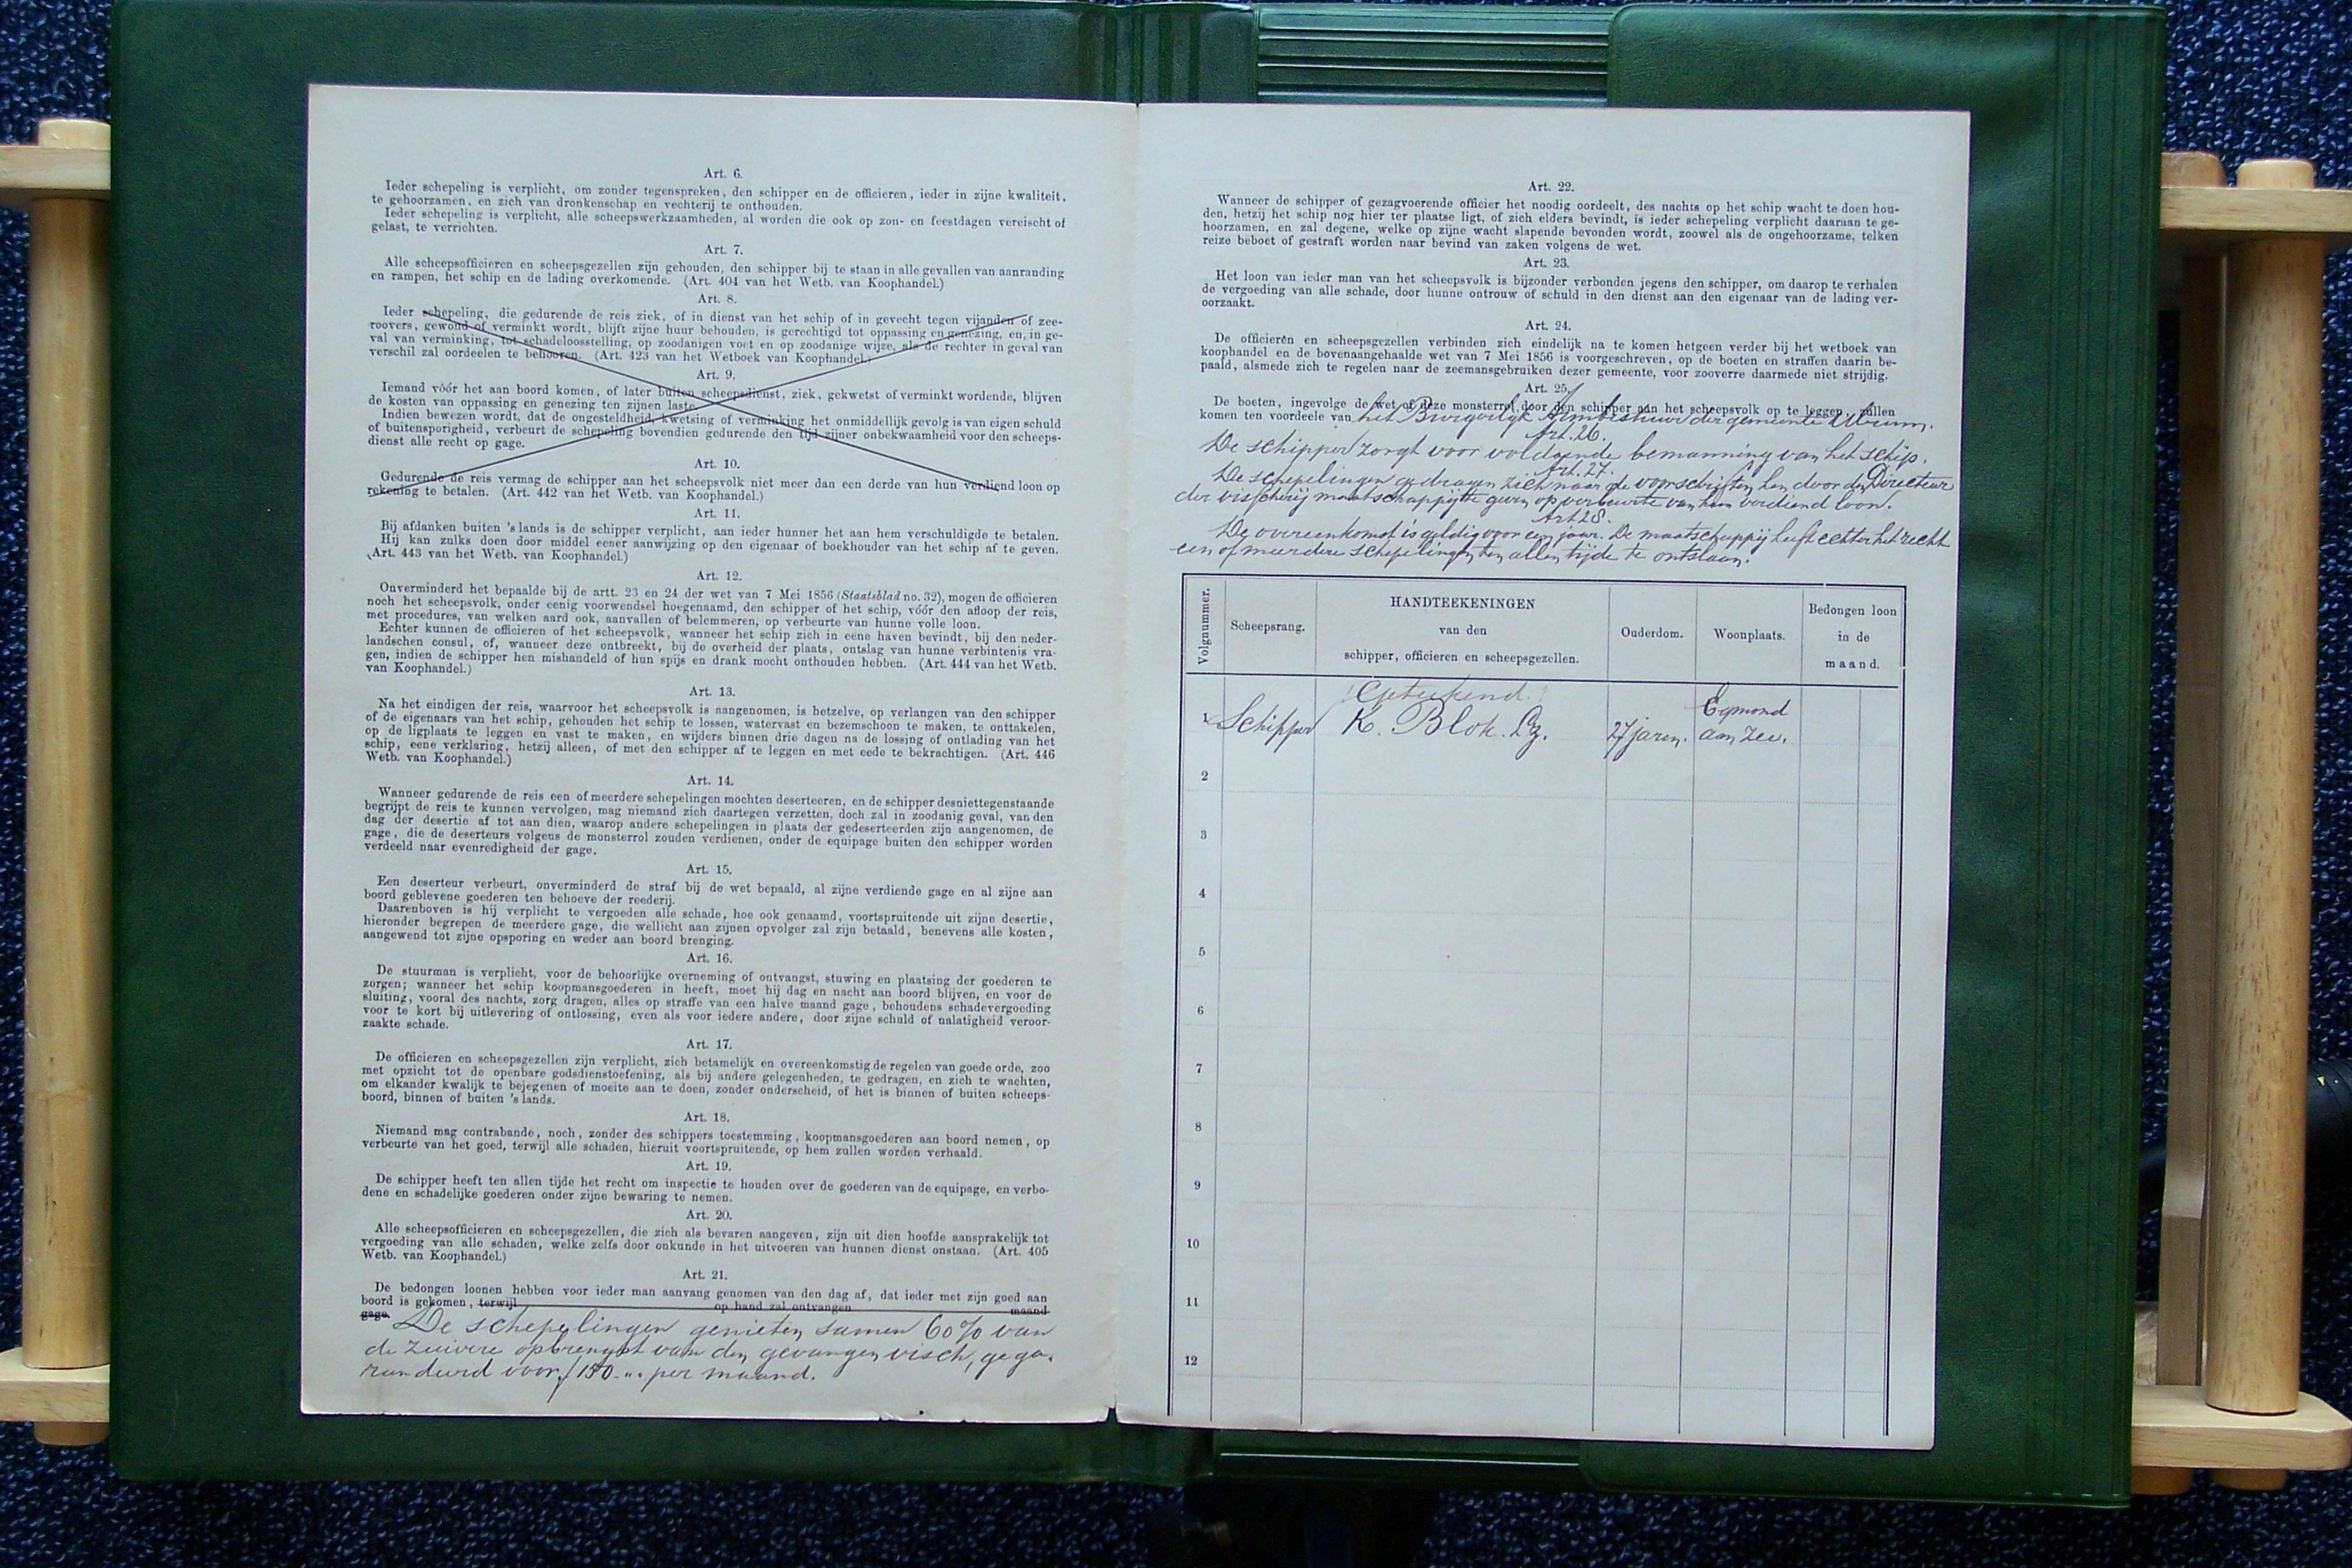 Art. 6.
Ieder schepeling is verplicht, om zonder tegenspreken, den schipper en de officieren, ieder in zijne kwaliteit,
te gehoorzamen, en zich van dronkenschap en vechterij te onthouden.
Ieder schepeling is verplicht, alle scheepswerkzaamheden, al worden die ook op zon- en feestdagen vereischt of
gelast, te verrichten.
Art. 7.
Alle scheepsofficieren en scheepsgezellen zijn gehouden, den schipper bij te staan in alle gevallen van aanranding
en rampen, het schip en de lading overkomende. (Art. 404 van het Wetb. van Koophandel.)
Art. 8.
Ieder schepeling, die gedurende de reis ziek, of in dienst van het schip of in gevecht tegen vijanden of zee-
roovers, gewond of verminkt wordt, blijft zijne huur behouden, is gerechtigd tot oppassing en genezing, en, in ge-
val van verminking, tot schadeloosstelling, op zoodanigen voet en op zoodanige wijze, als de rechter in geval van
verschil zal oordeelen te behooren. (Art. 423 van het Wetboek van Koophandel.)
Art. 9.
Iemand vóór het aan boord komen, of later buiten scheepsdienst, ziek, gekwetst of verminkt wordende, blijven
de kosten van oppassing en genezing ten zijnen laste.
Indien bewezen wordt, dat de ongesteldheid, kwetsing of verminking het onmiddellijk gevolg is van eigen schuld
of buitensporigheid, verbeurt de schepeling bovendien gedurende den tijd zijner onbekwaamheid voor den scheeps-
dienst alle recht op gage.
Art. 10.
Gedurende de reis vermag de schipper aan het scheepsvolk niet meer dan een derde van hun verdiend loon op
rekening te betalen. (Art. 442 van het Wetb. van Koophandel.)
Art. 11.
Bij afdanken buiten 's lands is de schipper verplicht, aan ieder hunner het aan hem verschuldigde te betalen.
Hij kan zulks doen door middel eener aanwijzing op den eigenaar of boekhouder van het schip af te geven.
(Art. 443 van het Wetb. van Koophandel.)
Art. 12.
Onverminderd het bepaalde bij de artt. 23 en 24 der wet van 7 Mei 1856 (Staatsblad no. 32), mogen de officieren
noch het scheepsvolk, onder eenig voorwendsel hoegenaamd, den schipper of het schip, vóór den afloop der reis,
met procedures, van welken aard ook, aanvallen of belemmeren, op verbeurte van hunne volle loon.
Echter kunnen de officieren of het scheepsvolk, wanneer het schip zich in eene haven bevindt, bij den neder-
landschen consul, of, wanneer deze ontbreekt, bij de overheid der plaats, ontslag van hunne verbintenis vra-
gen, indien de schipper hen mishandeld of hun spijs en drank mocht onthouden hebben. (Art. 444 van het Wetb.
van Koophandel.)
Art. 13.
Na het eindigen der reis, waarvoor het scheepsvolk is aangenomen, is hetzelve, op verlangen van den schipper
of de eigenaars van het schip, gehouden het schip te lossen, watervast en bezemschoon te maken, te onttakelen,
op de ligplaats te leggen en vast te maken, en wijders binnen drie dagen na de lossing of ontlading van het
schip, eene verklaring, hetzij alleen, of met den schipper af te leggen en met eede te bekrachtigen. (Art. 446
Wetb. van Koophandel.)
Art. 14.
Wanneer gedurende de reis een of meerdere schepelingen mochten deserteeren, en de schipper desniettegenstaande
begrijpt de reis te kunnen vervolgen, mag niemand zich daartegen verzetten, doch zal in zoodanig geval, van den
dag der desertie af tot aan dien, waarop andere schepelingen in plaats der gedeserteerden zijn aangenomen, de
gage, die de deserteurs volgens de monsterrol zouden verdienen, onder de equipage buiten den schipper worden
verdeeld naar evenredigheid der gage.
Art. 15.
Een deserteur verbeurt, onverminderd de straf bij de wet bepaald, al zijne verdiende gage en al zijne aan
boord geblevene goederen ten behoeve der reederij.
Daarenboven is hij verplicht te vergoeden alle schade, hoe ook genaamd, voortspruitende uit zijne desertie,
hieronder begrepen de meerdere gage, die wellicht aan zijnen opvolger zal zijn betaald, benevens alle kosten,
aangewend tot zijne opsporing en weder aan boord brenging.
Art. 16.
De stuurman is verplicht, voor de behoorlijke overneming of ontvangst, stuwing en plaatsing der goederen te
zorgen; wanneer het schip koopmansgoederen in heeft, moet hij dag en nacht aan boord blijven, en voor de
sluiting, vooral des nachts, zorg dragen, alles op straffe van een halve maand gage, behoudens schadevergoeding
voor te kort bij uitlevering of ontlossing, even als voor iedere andere, door zijne schuld of nalatigheid veroor-
zaakte schade.
Art. 17.
De officieren en scheepsgezellen zijn verplicht, zich betamelijk en overeenkomstig de regelen van goede orde, zoo
met opzicht tot de openbare godsdienstoefening, als bij andere gelegenheden, te gedragen, en zich te wachten,
om elkander kwalijk te bejegenen of moeite aan te doen, zonder onderscheid, of het is binnen of buiten scheeps-
boord, binnen of buiten 's lands.
Art. 18.
Niemand mag contrabande, noch, zonder des schippers toestemming, koopmansgoederen aan boord nemen, op
verbeurte van het goed, terwijl alle schaden, hieruit voortspruitende, op hem zullen worden verhaald.
Art. 19.
De schipper heeft ten allen tijde het recht om inspectie te houden over de goederen van de equipage, en verbo-
dene en schadelijke goederen onder zijne bewaring te nemen.
Art. 20.
Alle scheepsofficieren en scheepsgezellen, die zich als bevaren aangeven, zijn uit dien hoofde aansprakelijk tot
vergoeding van alle schaden, welke zelfs door onkunde in het uitvoeren van hunnen dienst onstaan. (Art. 405
Wetb. van Koophandel.)
Art. 21.
De bedongen loonen hebben voor ieder man aanvang genomen van den dag af, dat ieder met zijn goed aan
boord is gekomen, terwijl op hand zal ontvangen maand
gage.
De schepelingen genieten samen 60% van
de zuivere opbrengst van den gevangen visch, gega-
randeerd voor f 150.-" per maand.
Art. 22.
Wanneer de schipper of gezagvoerende officier het noodig oordeelt, des nachts op het schip wacht te doen hou-
den, hetzij het schip nog hier ter plaatse ligt, of zich elders bevindt, is ieder schepeling verplicht daaraan te ge-
hoorzamen, en zal degene, welke op zijne wacht slapende bevonden wordt, zoowel als de ongehoorzame, telken
reize beboet of gestraft worden naar bevind van zaken volgens de wet.
Art. 23.
Het loon van ieder man van het scheepsvolk is bijzonder verbonden jegens den schipper, om daarop te verhalen
de vergoeding van alle schade, door hunne ontrouw of schuld in den dienst aan den eigenaar van de lading ver-
oorzaakt.
Art. 24.
De officieren en scheepsgezellen verbinden zich eindelijk na te komen hetgeen verder bij het wetboek van
koophandel en de bovenaangehaalde wet van 7 Mei 1856 is voorgeschreven, op de boeten en straffen daarin be-
paald, alsmede zich te regelen naar de zeemansgebruiken dezer gemeente, voor zooverre daarmede niet strijdig.
Art. 25.
De boeten, ingevolge de wet of deze monsterrol door den schipper aan het scheepsvolk op te leggen, zullen
komen ten voordeele van het Burgerlijk Armbestuur der gemeente Velsen.
Art. 26.
De schipper zorgt voor voldoende bemanning van het schip.
Art. 27.
De schepelingen gedragen zich naar de voorschriften hen door den Directeur
der visscherij maatschappij te geven op verbeurte van hun verdiend loon.
Art 28.
De overeenkomst is geldig voor een jaar. De maatschappij heeft echter het recht
een of meerdere schepelingen ten allen tijde te ontslaan.
Volgnummer. Scheepsrang. HANDTEEKENINGEN van den schipper, officieren en scheepsgezellen. Ouderdom. Woonplaats. Bedongen loon in de maand.
(Geteekend)
1 Schipper K. Blok. Lz. 27 jaren. Egmond aan Zee.
2
3
4
5
6
7
8
9
10
11
12